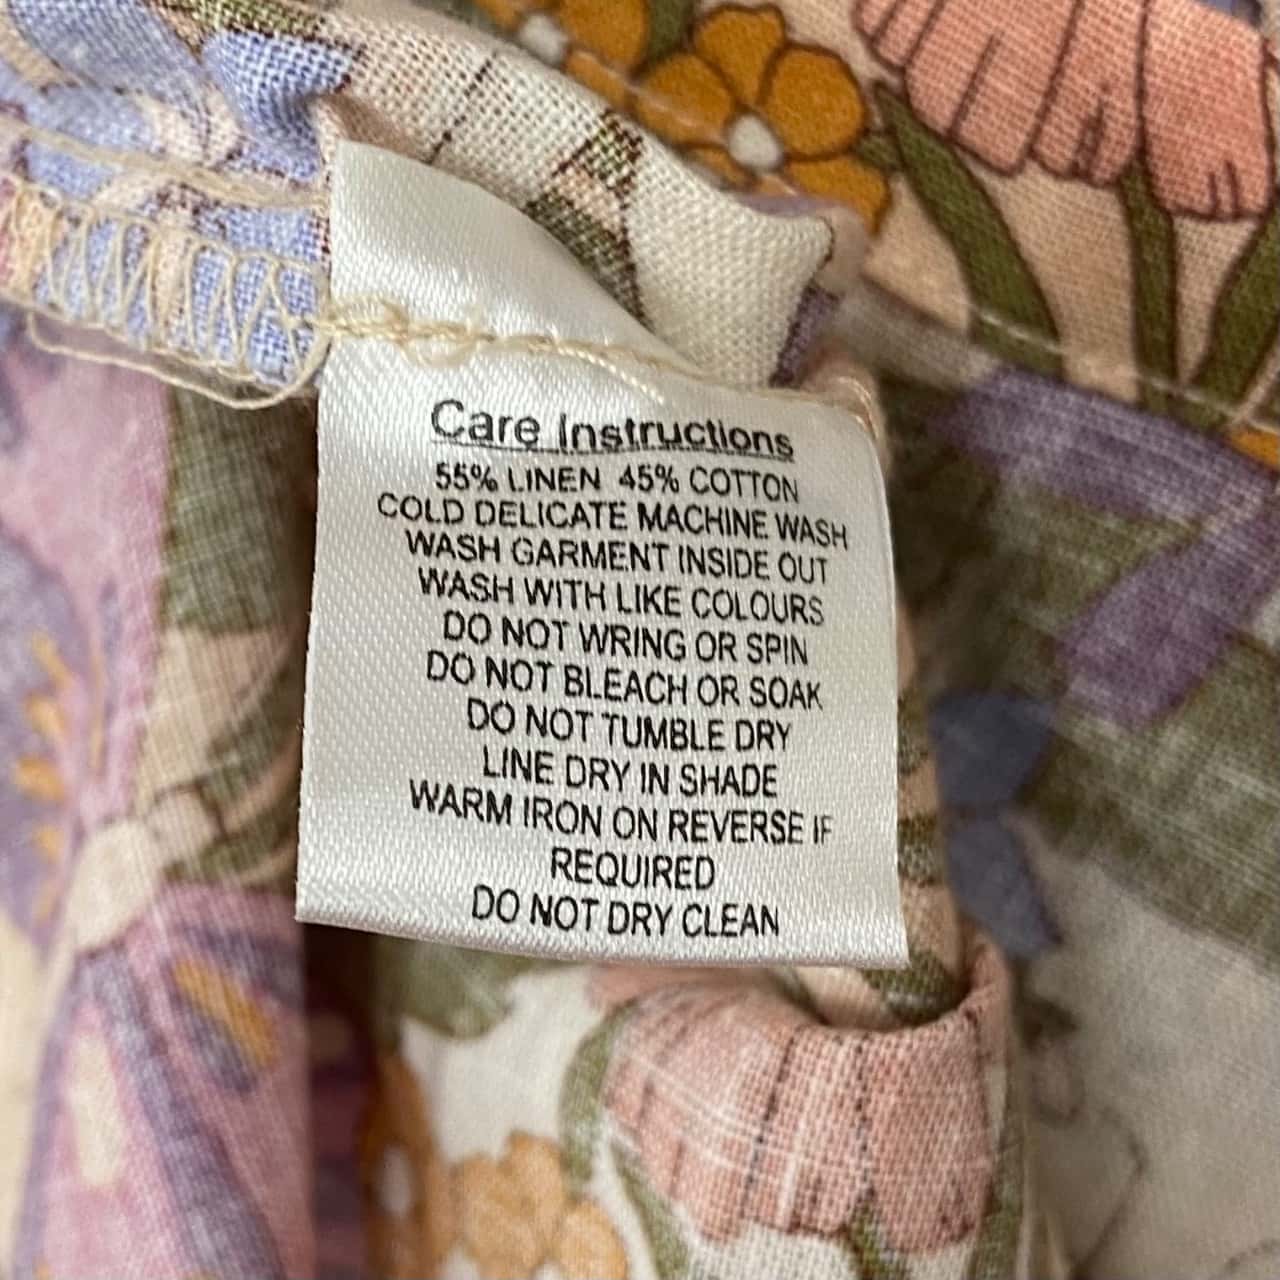 Care Instructions
55% LINEN 45% COTTON
COLD DELICATE MACHINE WASH
WASH GARMENT INSIDE OUT
WASH WITH LIKE COLOURS
DO NOT WRING OR SPIN
DO NOT BLEACH OR SOAK
DO NOT TUMBLE DRY
LINE DRY IN SHADE
WARM IRON ON REVERSE IF
REQUIRED
DO NOT DRY CLEAN